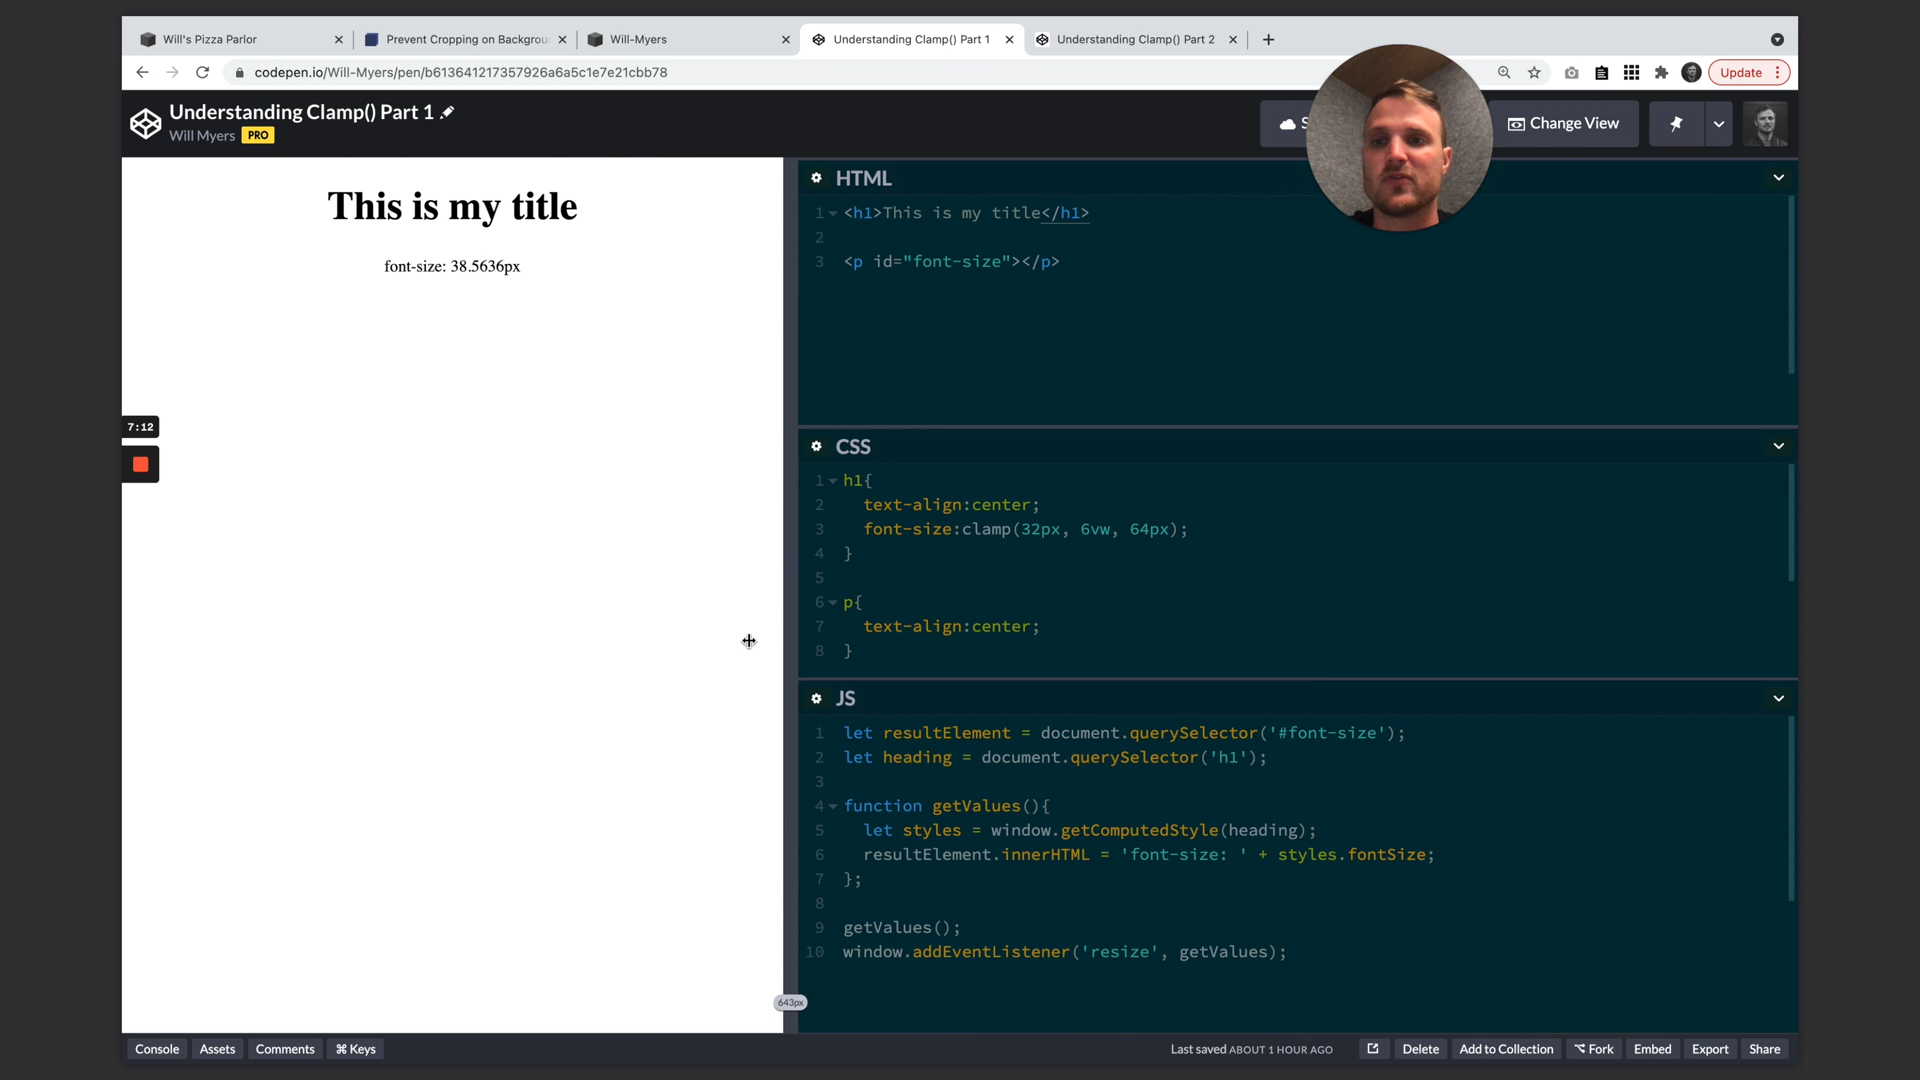 Will's Pizza Parlor
Prevent Cropping on Backgrou
Will-Myers
Understanding Clamp() Part 1
Understanding Clamp() Part 2
codepen.io/Will-Myers/pen/b613641217357926a6a5c1e7e21cbb78
Update
Understanding Clamp() Part 1
Will Myers PRO
S
Change View
This is my title
font-size: 38.5636px
7:12
643px
HTML
1 <h1>This is my title</h1>
2
3 <p id="font-size"></p>
CSS
1 h1{
2 text-align:center;
3 font-size:clamp(32px, 6vw, 64px);
4 }
5
6 p{
7 text-align:center;
8 }
JS
1 let resultElement = document.querySelector('#font-size');
2 let heading = document.querySelector('h1');
3
4 function getValues(){
5 let styles = window.getComputedStyle(heading);
6 resultElement.innerHTML = 'font-size: ' + styles.fontSize;
7 };
8
9 getValues();
10 window.addEventListener('resize', getValues);
Console Assets Comments ⌘ Keys Last saved ABOUT 1 HOUR AGO Delete Add to Collection ⌥ Fork Embed Export Share